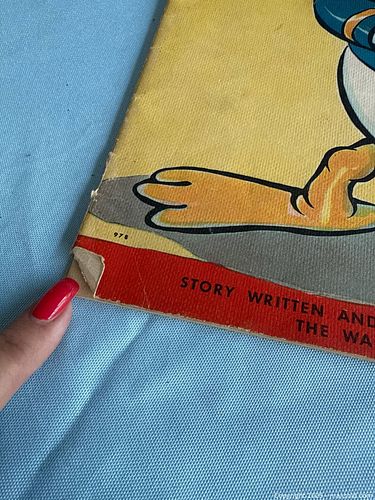 978
STORY WRITTEN AND
THE WA